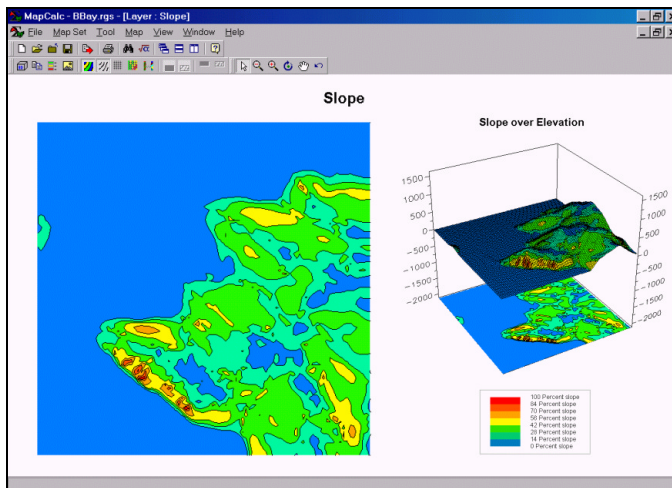 MapCalc - BBay.rgs - [Layer : Slope]
File Map Set Tool Map View Window Help
Slope
Slope over Elevation
1500
1000
500
0
-500
-1000
-1500
-2000
1500
1000
500
0
-500
-1000
-1500
-2000
100 Percent slope
84 Percent slope
70 Percent slope
56 Percent slope
42 Percent slope
28 Percent slope
14 Percent slope
0 Percent slope